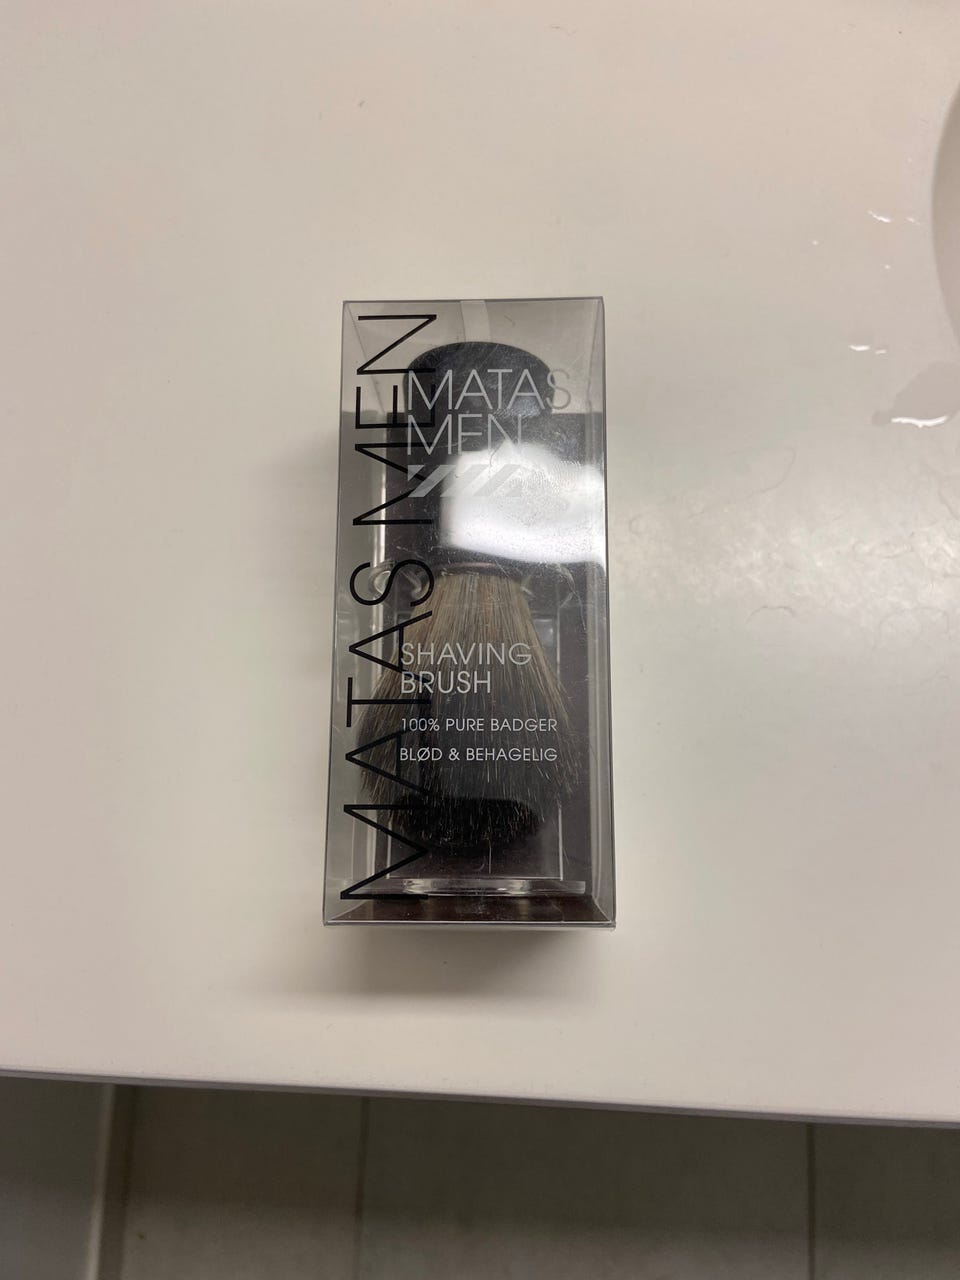 MATAS MEN
MATAS
MEN
SHAVING
BRUSH
100% PURE BADGER
BLØD & BEHAGELIG